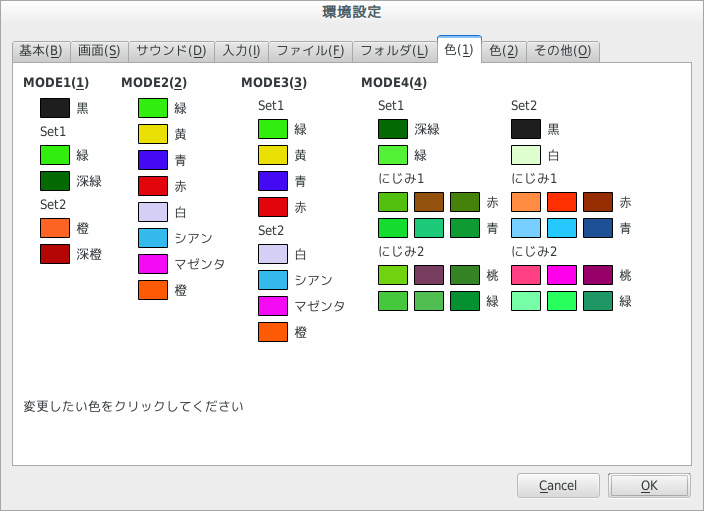 環境設定
基本(B) 画面(S) サウンド(D) 入力(I) ファイル(F) フォルダ(L) 色(1) 色(2) その他(O)
MODE1(1) MODE2(2) MODE3(3) MODE4(4)
黒 緑 Set1 Set1 Set2
Set1 黄 緑 深緑 黒
緑 青 黄 緑 白
深緑 赤 青 にじみ1 にじみ1
Set2 白 赤 赤 赤
橙 シアン Set2 青 青
深橙 マゼンタ 白 にじみ2 にじみ2
橙 シアン 桃 桃
マゼンタ 緑 緑
橙
変更したい色をクリックしてください
Cancel OK